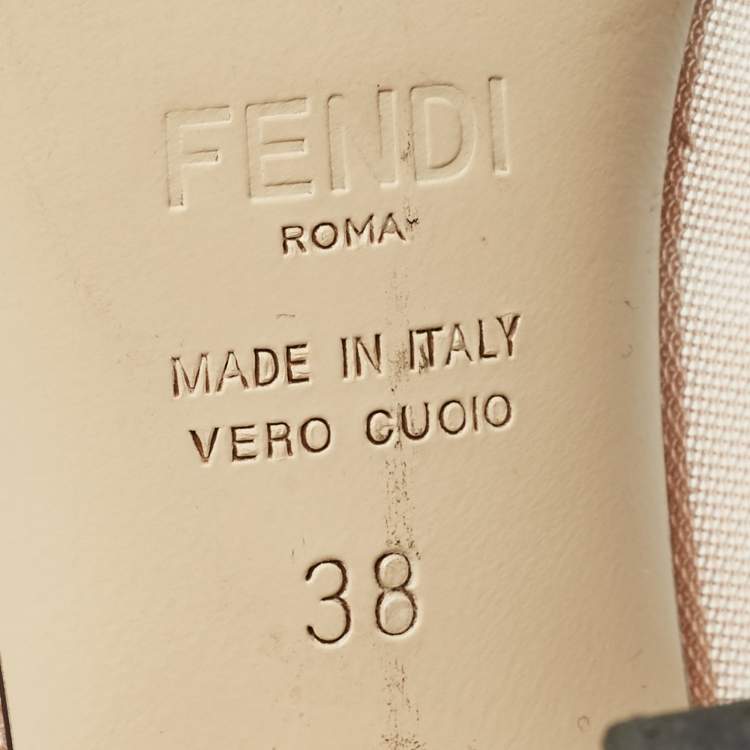 FENDI
ROMA
MADE IN ITALY
VERO CUOIO
38